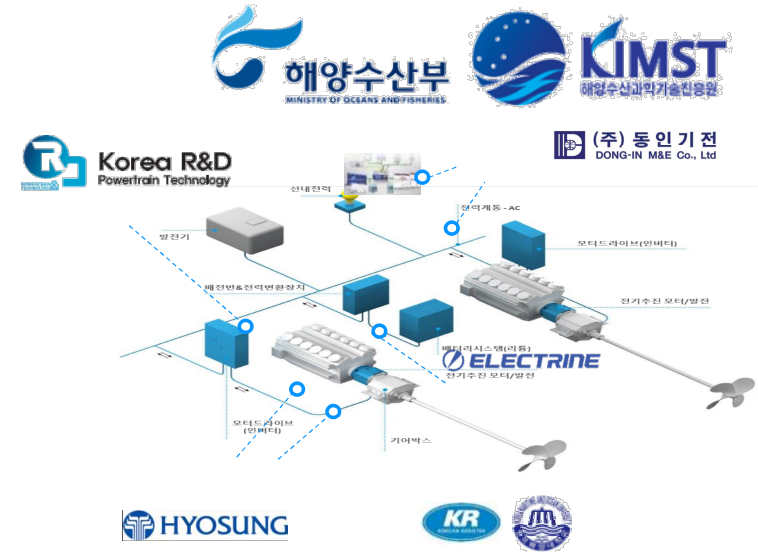 해양수산부
MINISTRY OF OCEANS AND FISHERIES
KIMST
해양수산과학기술진흥원
(주) 동인기전
DONG-IN M&E Co., Ltd
Korea R&D
Powertrain Technology
선내전력
전력계통 - AC
발전기
모터드라이브(인버터)
배전반&전력변환장치
전기추진 모터/발전
배터리시스템(리튬)
ELECTRINE
전기추진 모터/발전
모터드라이브
(인버터)
기어박스
HYOSUNG
KR
KOREAN REGISTER